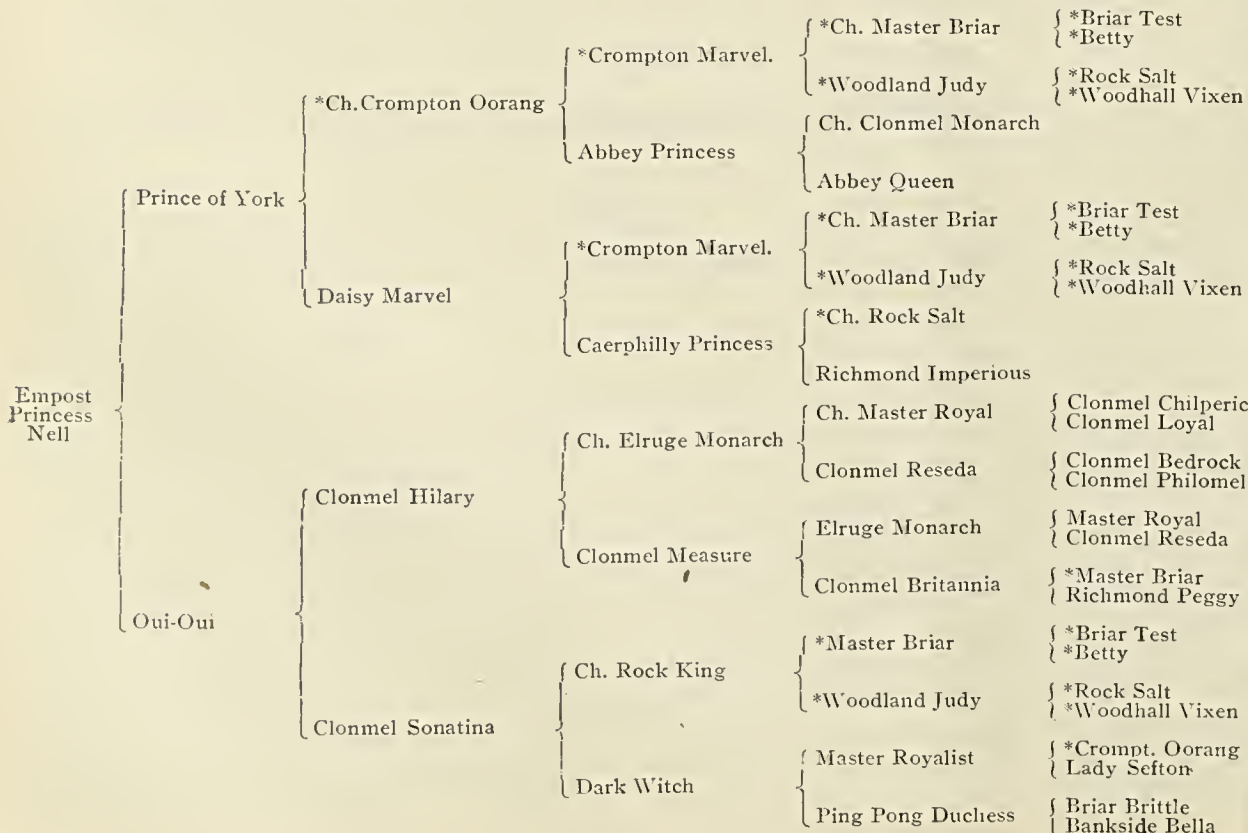 *Ch. Master Briar
*Briar Test
*Betty
*Crompton Marvel.
*Woodland Judy
*Rock Salt
*Woodhall Vixen
*Ch. Crompton Oorang
Ch. Clonmel Monarch
Abbey Princess
Abbey Queen
Prince of York
*Ch. Master Briar
*Briar Test
*Betty
*Crompton Marvel.
*Woodland Judy
*Rock Salt
*Woodhall Vixen
Daisy Marvel
*Ch. Rock Salt
Caerphilly Princess
Richmond Imperious
Empost
Princess
Nell
Ch. Master Royal
Clonmel Chilperic
Clonmel Loyal
Ch. Elruge Monarch
Clonmel Reseda
Clonmel Bedrock
Clonmel Philomel
Clonmel Hilary
Elruge Monarch
Master Royal
Clonmel Reseda
Clonmel Measure
Clonmel Britannia
*Master Briar
Richmond Peggy
Oui-Oui
*Master Briar
*Briar Test
*Betty
Ch. Rock King
*Woodland Judy
*Rock Salt
*Woodhall Vixen
Clonmel Sonatina
Master Royalist
*Crompt. Oorang
Lady Sefton
Dark Witch
Ping Pong Duchess
Briar Brittle
Bankside Bella